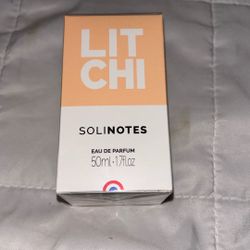 LIT
CHI
SOLINOTES
EAU DE PARFUM
50ml • 1.7fl.oz